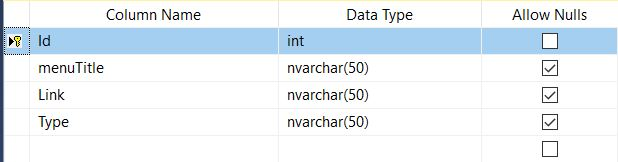 Column Name Data Type Allow Nulls
Id int
menuTitle nvarchar(50)
Link nvarchar(50)
Type nvarchar(50)